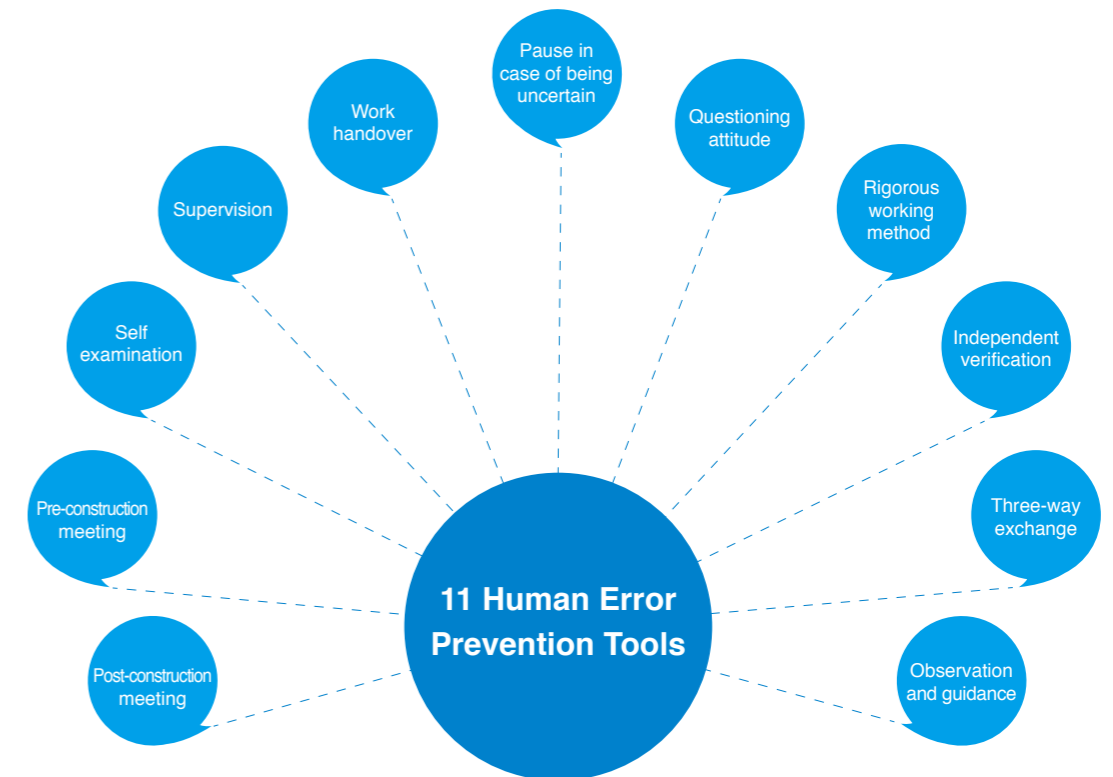 Pause in
case of being
uncertain
Work
handover
Questioning
attitude
Supervision
Rigorous
working
method
Self
examination
Independent
verification
Pre-construction
meeting
Three-way
exchange
11 Human Error
Prevention Tools
Post-construction
meeting
Observation
and guidance